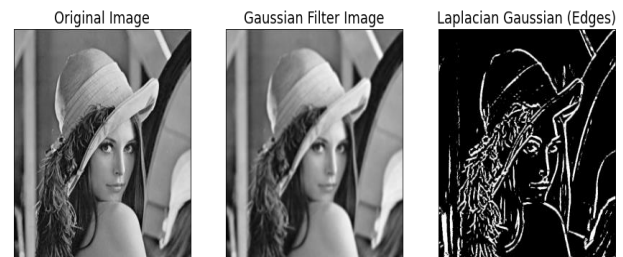 Original Image
Gaussian Filter Image
Laplacian Gaussian (Edges)